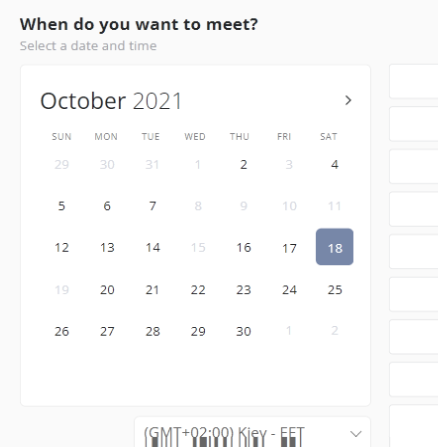 When do you want to meet?
Select a date and time
October 2021
SUN MON TUE WED THU FRI SAT
29 30 31 1 2 3 4
5 6 7 8 9 10 11
12 13 14 15 16 17 18
19 20 21 22 23 24 25
26 27 28 29 30 1 2
(GMT+02:00) Kiev - EET